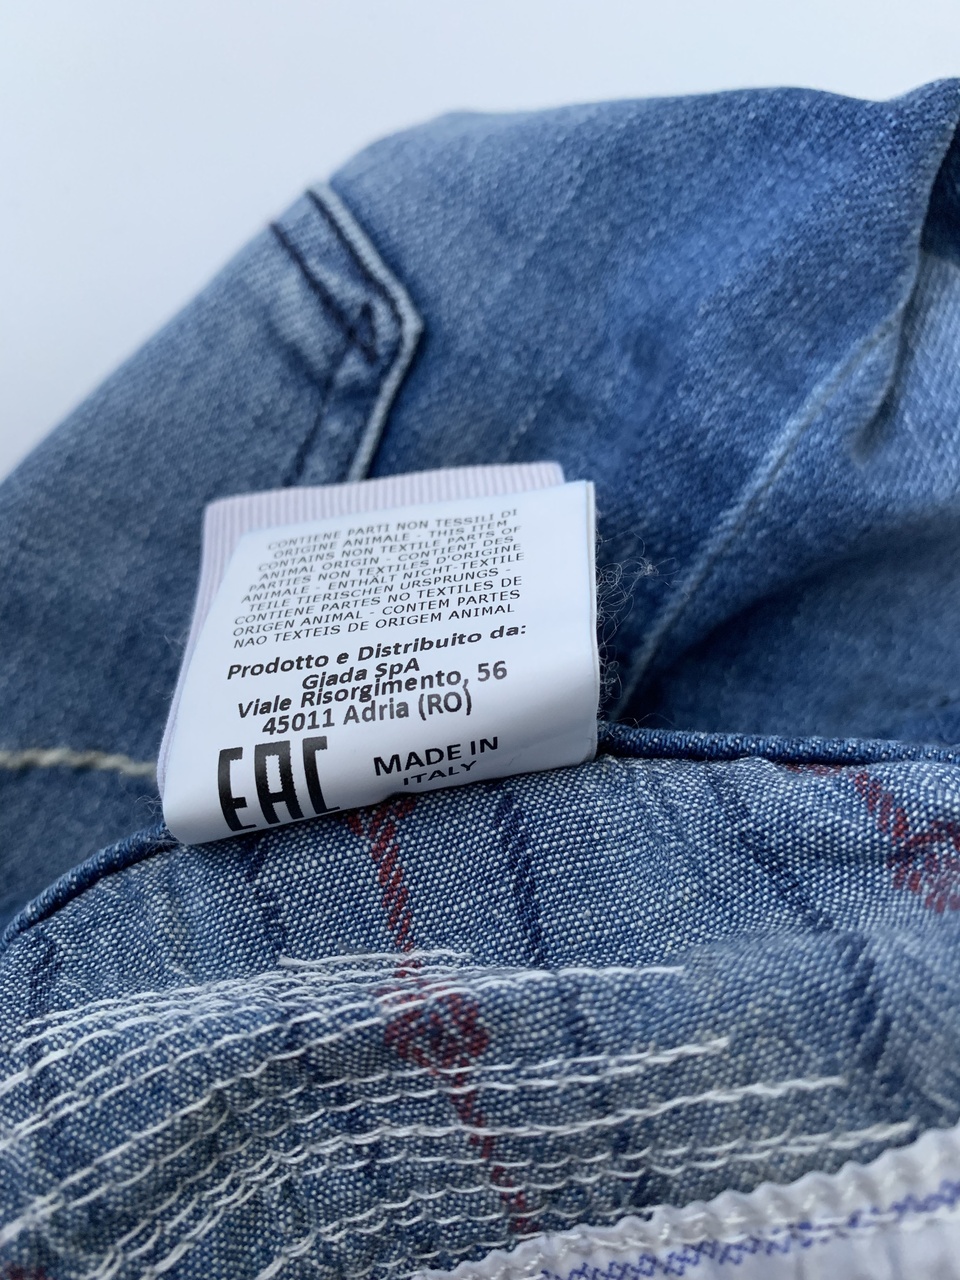 CONTIENE PARTI NON TESSILI DI
ORIGINE ANIMALE - THIS ITEM
CONTAINS NON TEXTILE PARTS OF
ANIMAL ORIGIN - CONTIENT DES
PARTIES NON TEXTILES D'ORIGINE
ANIMALE - ENTHÄLT NICHT-TEXTILE
TEILE TIERISCHEN URSPRUNGS -
CONTIENE PARTES NO TEXTILES DE
ORIGEN ANIMAL - CONTEM PARTES
NAO TEXTEIS DE ORIGEM ANIMAL
Prodotto e Distribuito da:
Giada SpA
Viale Risorgimento, 56
45011 Adria (RO)
EAC MADE IN
ITALY